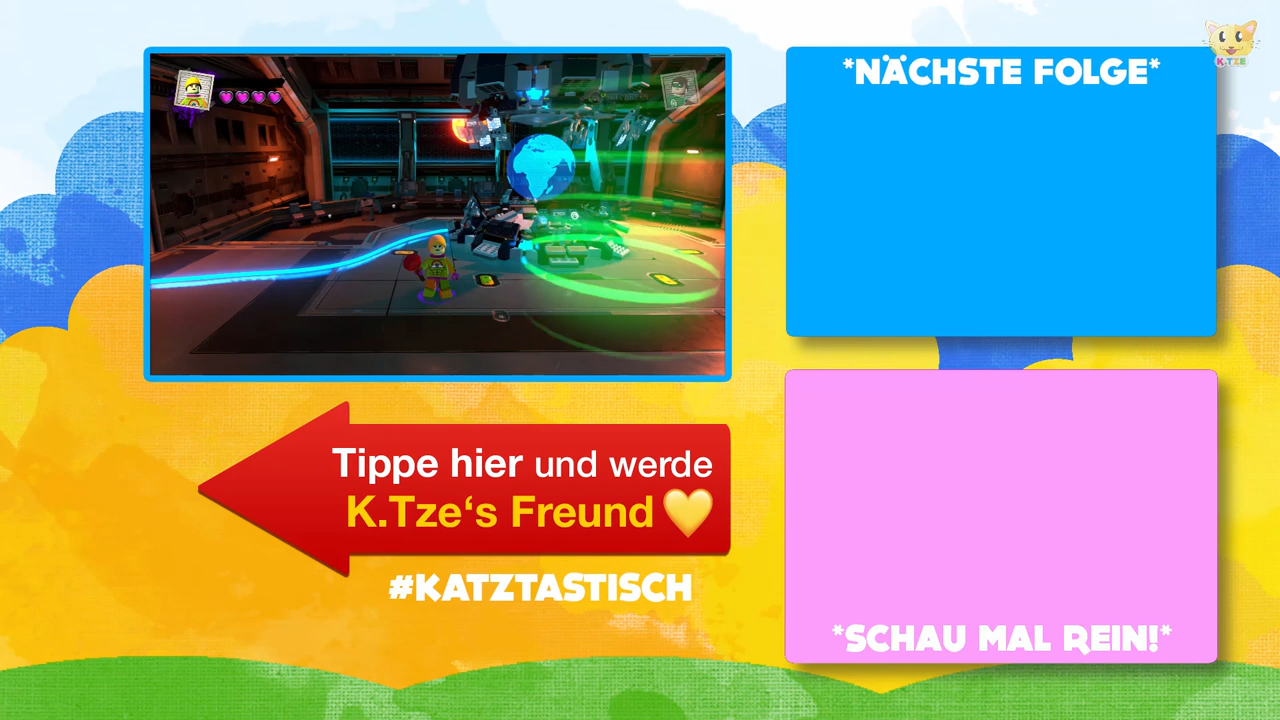 *NÄCHSTE FOLGE*
K.TZE
Tippe hier und werde
K.Tze‘s Freund💛
#KATZTASTISCH
*SCHAU MAL REIN!*